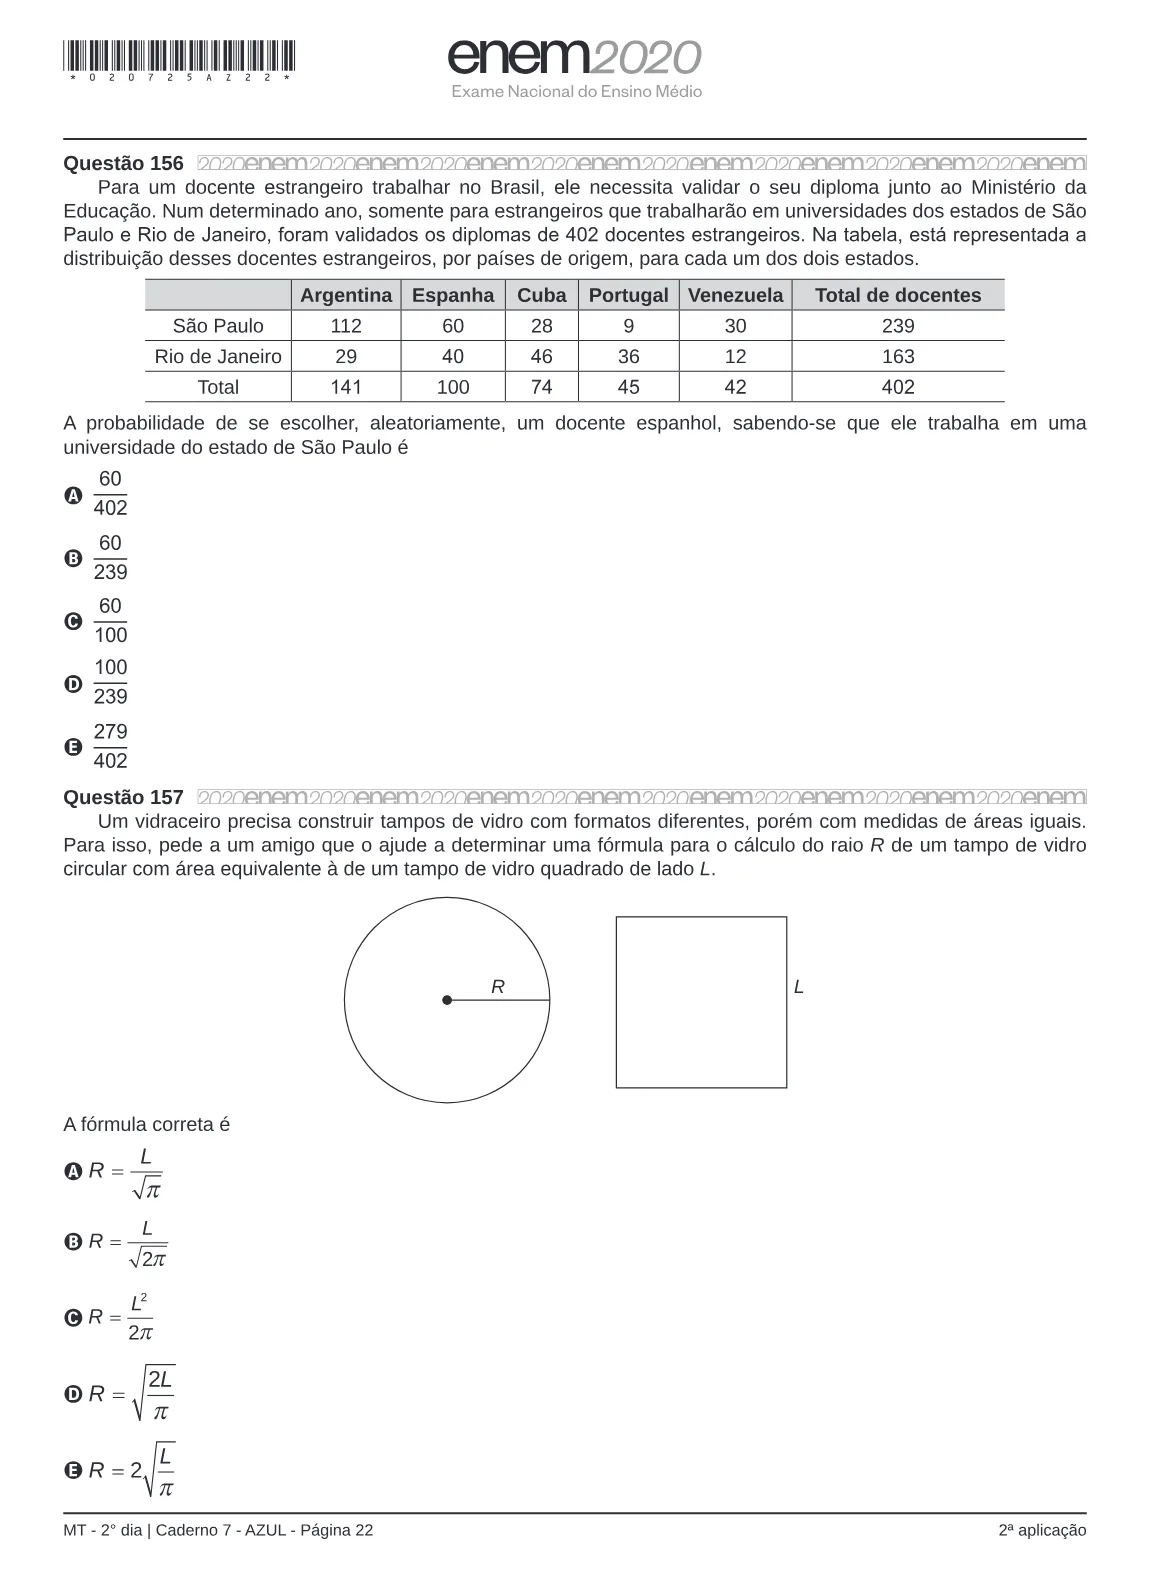 *020725AZ22*
enem2020
Exame Nacional do Ensino Médio
Questão 156 2020enem2020enem2020enem2020enem2020enem2020enem2020enem2020enem
Para um docente estrangeiro trabalhar no Brasil, ele necessita validar o seu diploma junto ao Ministério da
Educação. Num determinado ano, somente para estrangeiros que trabalharão em universidades dos estados de São
Paulo e Rio de Janeiro, foram validados os diplomas de 402 docentes estrangeiros. Na tabela, está representada a
distribuição desses docentes estrangeiros, por países de origem, para cada um dos dois estados.
Argentina Espanha Cuba Portugal Venezuela Total de docentes
São Paulo 112 60 28 9 30 239
Rio de Janeiro 29 40 46 36 12 163
Total 141 100 74 45 42 402
A probabilidade de se escolher, aleatoriamente, um docente espanhol, sabendo-se que ele trabalha em uma
universidade do estado de São Paulo é
A 60/402
B 60/239
C 60/100
D 100/239
E 279/402
Questão 157 2020enem2020enem2020enem2020enem2020enem2020enem2020enem2020enem
Um vidraceiro precisa construir tampos de vidro com formatos diferentes, porém com medidas de áreas iguais.
Para isso, pede a um amigo que o ajude a determinar uma fórmula para o cálculo do raio R de um tampo de vidro
circular com área equivalente à de um tampo de vidro quadrado de lado L.
R L
A fórmula correta é
A R = L/√π
B R = L/√2π
C R = L²/2π
D R = √(2L/π)
E R = 2√(L/π)
MT - 2° dia | Caderno 7 - AZUL - Página 22 2ª aplicação